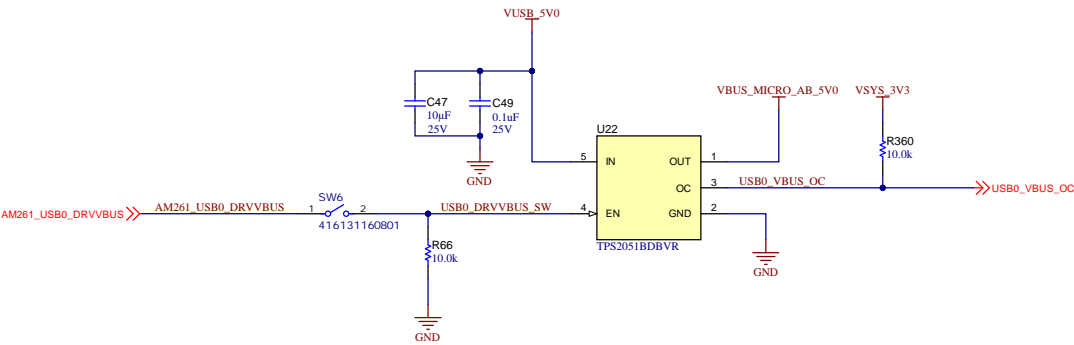 VUSB_5V0
C47
10µF
25V
C49
0.1uF
25V
GND
VBUS_MICRO_AB_5V0
VSYS_3V3
R360
10.0k
U22
5
IN
OUT
1
OC
3
USB0_VBUS_OC
USB0_VBUS_OC
4
EN
GND
2
TPS2051BDBVR
GND
AM261_USB0_DRVVBUS
AM261_USB0_DRVVBUS
SW6
1
2
416131160801
USB0_DRVVBUS_SW
R66
10.0k
GND